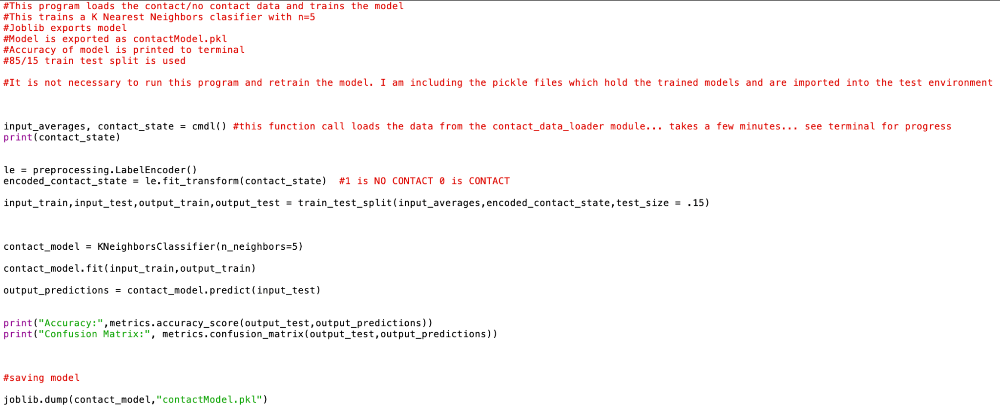 #This program loads the contact/no contact data and trains the model
#This trains a K Nearest Neighbors clasifier with n=5
#Joblib exports model
#Model is exported as contactModel.pkl
#Accuracy of model is printed to terminal
#85/15 train test split is used
#It is not necessary to run this program and retrain the model. I am including the pickle files which hold the trained models and are imported into the test environment
input_averages, contact_state = cmdl() #this function call loads the data from the contact_data_loader module... takes a few minutes... see terminal for progress
print(contact_state)
le = preprocessing.LabelEncoder()
encoded_contact_state = le.fit_transform(contact_state)  #1 is NO CONTACT 0 is CONTACT
input_train,input_test,output_train,output_test = train_test_split(input_averages,encoded_contact_state,test_size = .15)
contact_model = KNeighborsClassifier(n_neighbors=5)
contact_model.fit(input_train,output_train)
output_predictions = contact_model.predict(input_test)
print("Accuracy:",metrics.accuracy_score(output_test,output_predictions))
print("Confusion Matrix:", metrics.confusion_matrix(output_test,output_predictions))
#saving model
joblib.dump(contact_model,"contactModel.pkl")